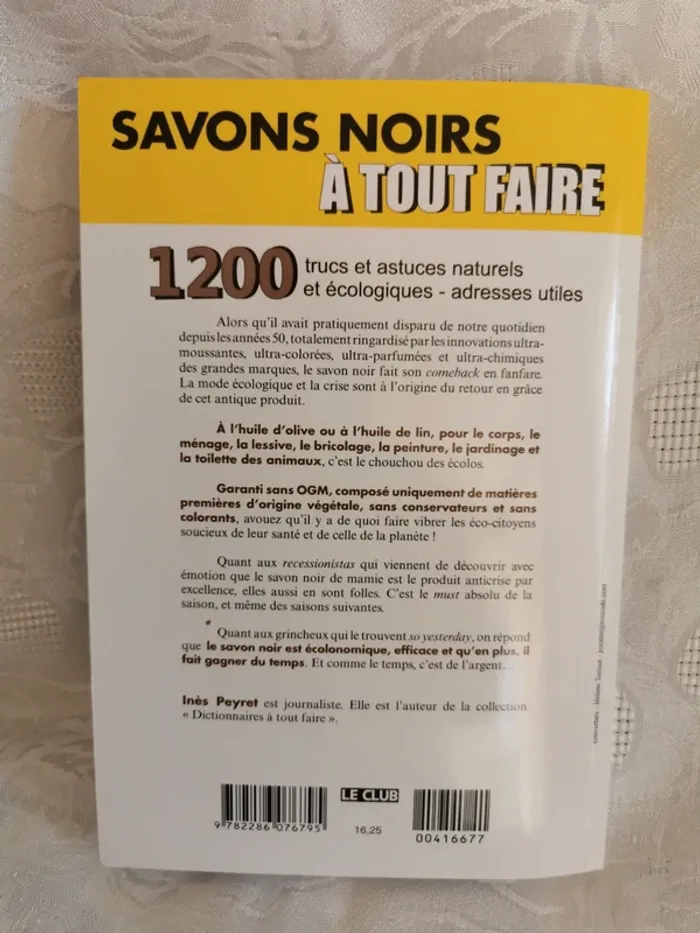 SAVONS NOIRS
À TOUT FAIRE
1200 trucs et astuces naturels
et écologiques - adresses utiles
Alors qu'il avait pratiquement disparu de notre quotidien
depuis les années 50, totalement ringardisé par les innovations ultra-
moussantes, ultra-colorées, ultra-parfumées et ultra-chimiques
des grandes marques, le savon noir fait son comeback en fanfare.
La mode écologique et la crise sont à l'origine du retour en grâce
de cet antique produit.
À l'huile d'olive ou à l'huile de lin, pour le corps, le
ménage, la lessive, le bricolage, la peinture, le jardinage et
la toilette des animaux, c'est le chouchou des écolos.
Garanti sans OGM, composé uniquement de matières
premières d'origine végétale, sans conservateurs et sans
colorants, avouez qu'il y a de quoi faire vibrer les éco-citoyens
soucieux de leur santé et de celle de la planète !
Quant aux recessionistas qui viennent de découvrir avec
émotion que le savon noir de mamie est le produit anticrise par
excellence, elles aussi en sont folles. C'est le must absolu de la
saison, et même des saisons suivantes.
Quant aux grincheux qui le trouvent so yesterday, on répond
que le savon noir est écolonomique, efficace et qu'en plus, il
fait gagner du temps. Et comme le temps, c'est de l'argent...
Inès Peyret est journaliste. Elle est l'auteur de la collection
« Dictionnaires à tout faire ».
LE CLUB
9 782286 076795
16,25
00416677
couverture : Jérôme